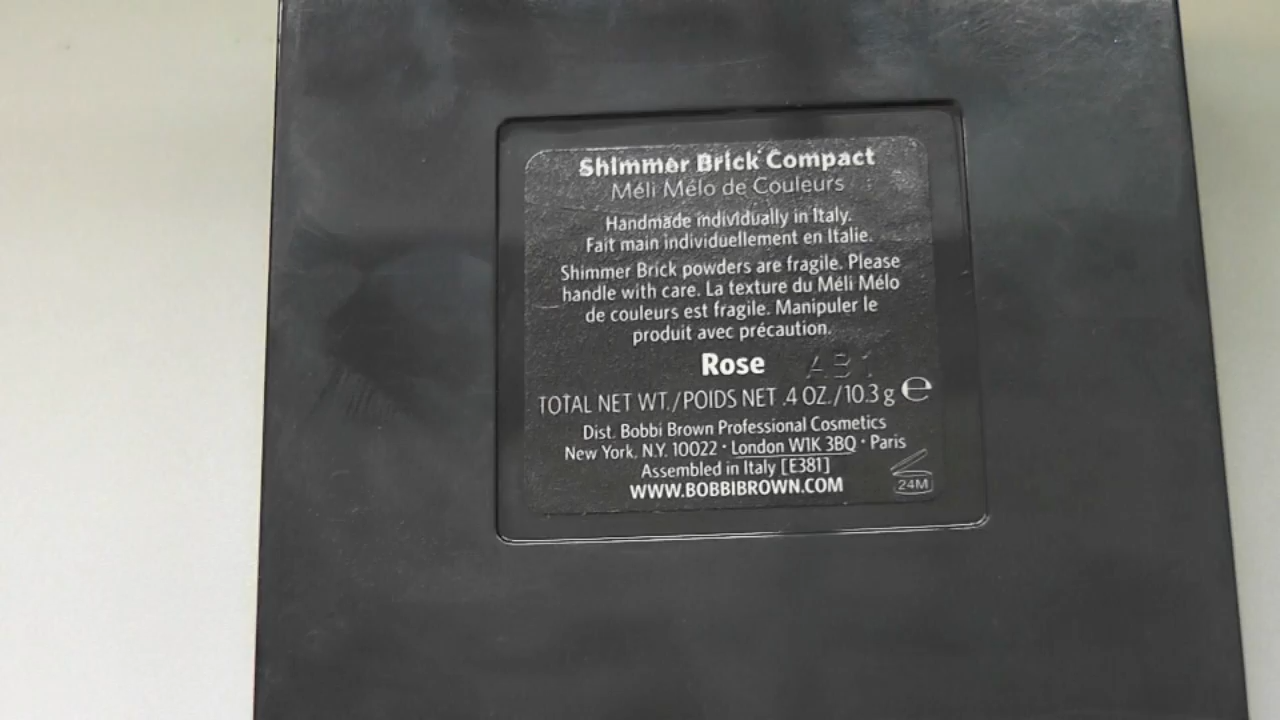 Shimmer Brick Compact
Méli Mélo de Couleurs
Handmade individually in Italy.
Fait main individuellement en Italie.
Shimmer Brick powders are fragile. Please
handle with care. La texture du Méli Mélo
de couleurs est fragile. Manipuler le
produit avec précaution.
Rose AB1
TOTAL NET WT./POIDS NET .4 OZ./10.3 g ℮
Dist. Bobbi Brown Professional Cosmetics
New York, N.Y. 10022 · London W1K 3BQ · Paris
Assembled in Italy [E381]
WWW.BOBBIBROWN.COM
24M